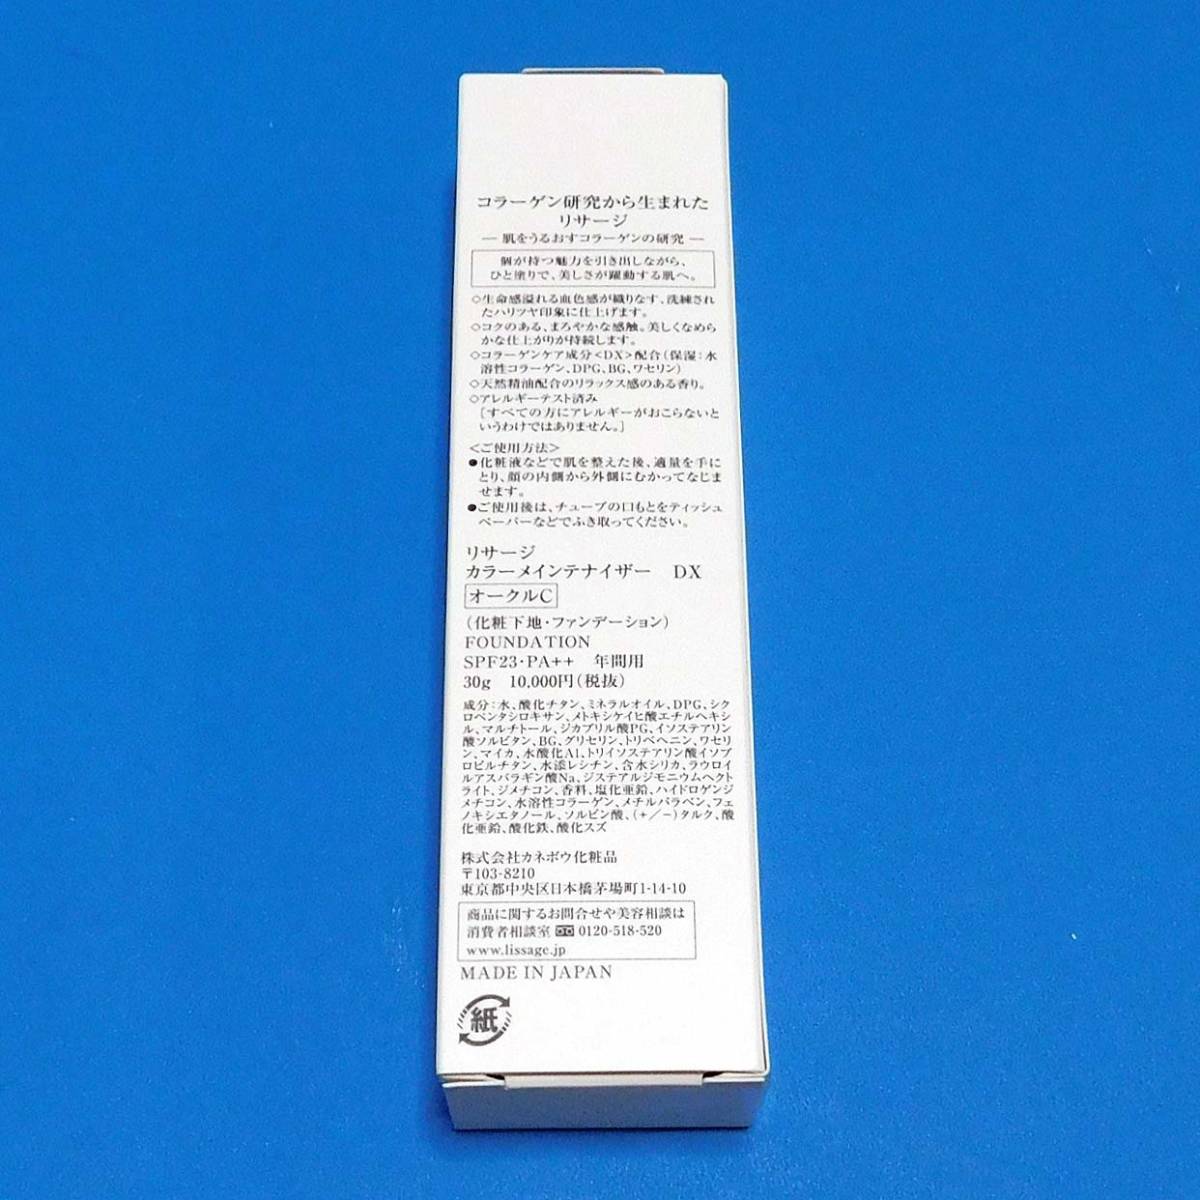 コラーゲン研究から生まれた
リサージ
― 肌をうるおすコラーゲンの研究 ―
個が持つ魅力を引き出しながら、
ひと塗りで、美しさが躍動する肌へ。
◇生命感溢れる血色感が織りなす、洗練され
たハリツヤ印象に仕上げます。
◇コクのある、まろやかな感触。美しくなめら
かな仕上がりが持続します。
◇コラーゲンケア成分<DX>配合(保湿:水
溶性コラーゲン、DPG、BG、ワセリン)
◇天然精油配合のリラックス感のある香り。
◇アレルギーテスト済み
[すべての方にアレルギーがおこらないと
いうわけではありません。]
<ご使用方法>
●化粧液などで肌を整えた後、適量を手に
とり、顔の内側から外側にむかってなじま
せます。
●ご使用後は、チューブの口もとをティッシュ
ペーパーなどでふき取ってください。
リサージ
カラーメインテナイザー DX
オークルC
(化粧下地・ファンデーション)
FOUNDATION
SPF23・PA++ 年間用
30g 10,000円(税抜)
成分:水、酸化チタン、ミネラルオイル、DPG、シク
ロペンタシロキサン、メトキシケイヒ酸エチルヘキシ
ル、マルチトール、ジカプリル酸PG、イソステアリン
酸ソルビタン、BG、グリセリン、トリベヘニン、ワセリ
ン、マイカ、水酸化Al、トリイソステアリン酸イソプ
ロピルチタン、水添レシチン、含水シリカ、ラウロイ
ルアスパラギン酸Na、ジステアルジモニウムヘクト
ライト、ジメチコン、香料、塩化亜鉛、ハイドロゲンジ
メチコン、水溶性コラーゲン、メチルパラベン、フェ
ノキシエタノール、ソルビン酸、(+/-)タルク、酸
化亜鉛、酸化鉄、酸化スズ
株式会社カネボウ化粧品
〒103-8210
東京都中央区日本橋茅場町1-14-10
商品に関するお問合せや美容相談は
消費者相談室 0120-518-520
www.lissage.jp
MADE IN JAPAN
紙